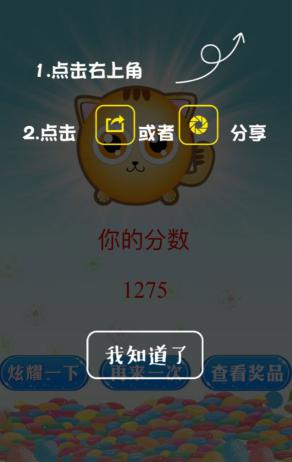 1.点击右上角
2.点击 或者 分享
你的分数
1275
我知道了
炫耀一下 再来一次 查看奖品